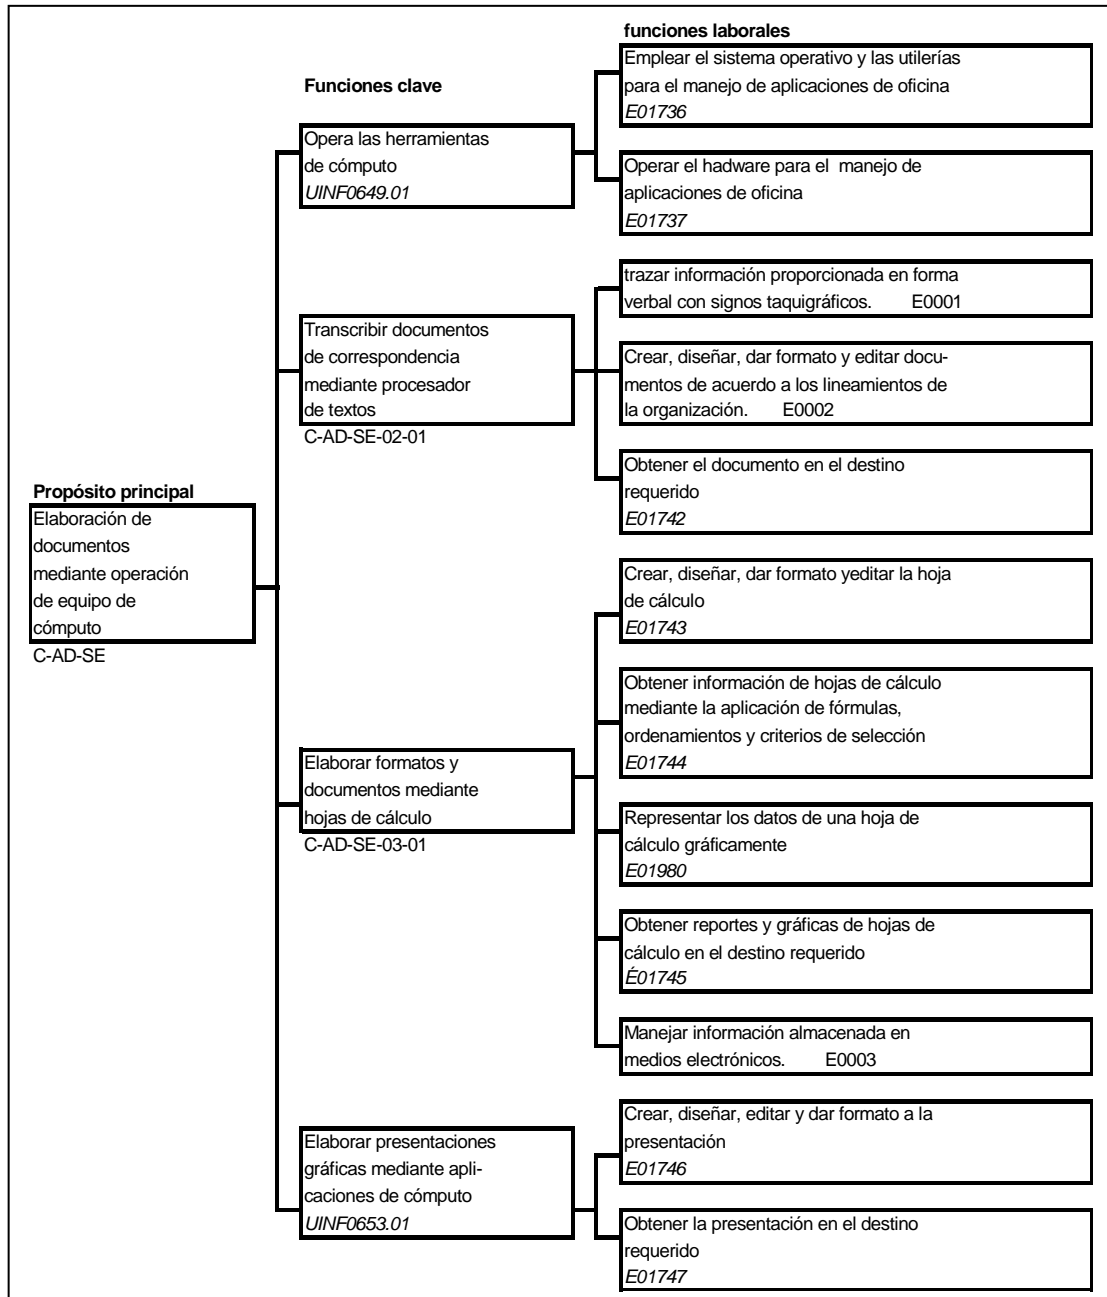 funciones laborales
Emplear el sistema operativo y las utilerías
para el manejo de aplicaciones de oficina
E01736
Funciones clave
Opera las herramientas
de cómputo
UINF0649.01
Operar el hadware para el  manejo de
aplicaciones de oficina
E01737
trazar información proporcionada en forma
verbal con signos taquigráficos.        E0001
Transcribir documentos
de correspondencia
mediante procesador
de textos
C-AD-SE-02-01
Crear, diseñar, dar formato y editar docu-
mentos de acuerdo a los lineamientos de
la organización.       E0002
Obtener el documento en el destino
requerido
E01742
Propósito principal
Elaboración de
documentos
mediante operación
de equipo de
cómputo
C-AD-SE
Crear, diseñar, dar formato yeditar la hoja
de cálculo
E01743
Obtener información de hojas de cálculo
mediante la aplicación de fórmulas,
ordenamientos y criterios de selección
E01744
Elaborar formatos y
documentos mediante
hojas de cálculo
C-AD-SE-03-01
Representar los datos de una hoja de
cálculo gráficamente
E01980
Obtener reportes y gráficas de hojas de
cálculo en el destino requerido
É01745
Manejar información almacenada en
medios electrónicos.        E0003
Elaborar presentaciones
gráficas mediante apli-
caciones de cómputo
UINF0653.01
Crear, diseñar, editar y dar formato a la
presentación
E01746
Obtener la presentación en el destino
requerido
E01747